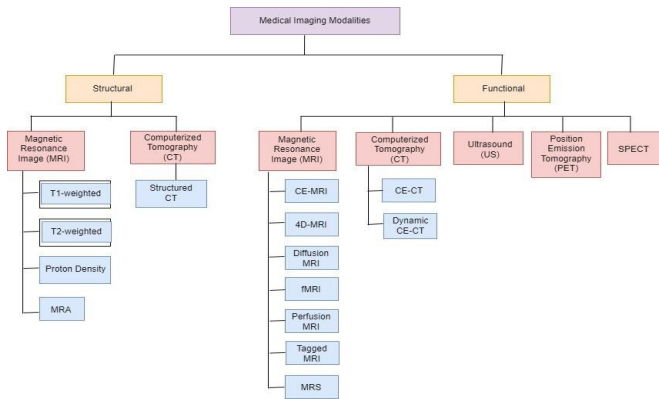 Medical Imaging Modalities
Structural
Functional
Magnetic
Resonance
Image (MRI)
Computerized
Tomography
(CT)
Magnetic
Resonance
Image (MRI)
Computerized
Tomography
(CT)
Ultrasound
(US)
Position
Emission
Tomography
(PET)
SPECT
T1-weighted
T2-weighted
Proton Density
MRA
Structured
CT
CE-MRI
4D-MRI
Diffusion
MRI
fMRI
Perfusion
MRI
Tagged
MRI
MRS
CE-CT
Dynamic
CE-CT